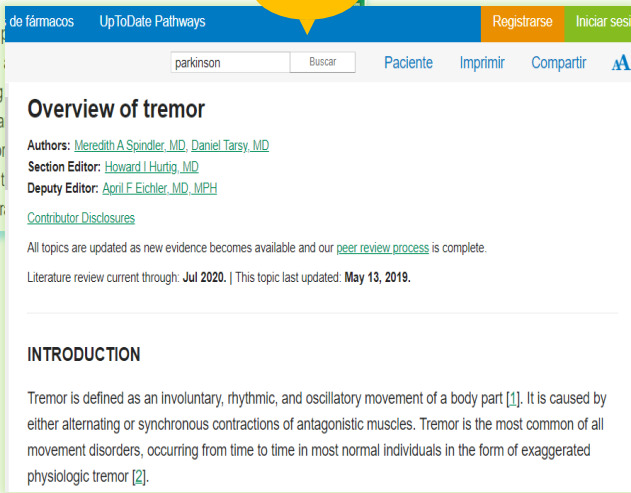 de fármacos UpToDate Pathways Registrarse Iniciar sesi
parkinson Buscar Paciente Imprimir Compartir AA
Overview of tremor
Authors: Meredith A Spindler, MD, Daniel Tarsy, MD
Section Editor: Howard I Hurtig, MD
Deputy Editor: April F Eichler, MD, MPH
Contributor Disclosures
All topics are updated as new evidence becomes available and our peer review process is complete.
Literature review current through: Jul 2020. | This topic last updated: May 13, 2019.
INTRODUCTION
Tremor is defined as an involuntary, rhythmic, and oscillatory movement of a body part [1]. It is caused by
either alternating or synchronous contractions of antagonistic muscles. Tremor is the most common of all
movement disorders, occurring from time to time in most normal individuals in the form of exaggerated
physiologic tremor [2].